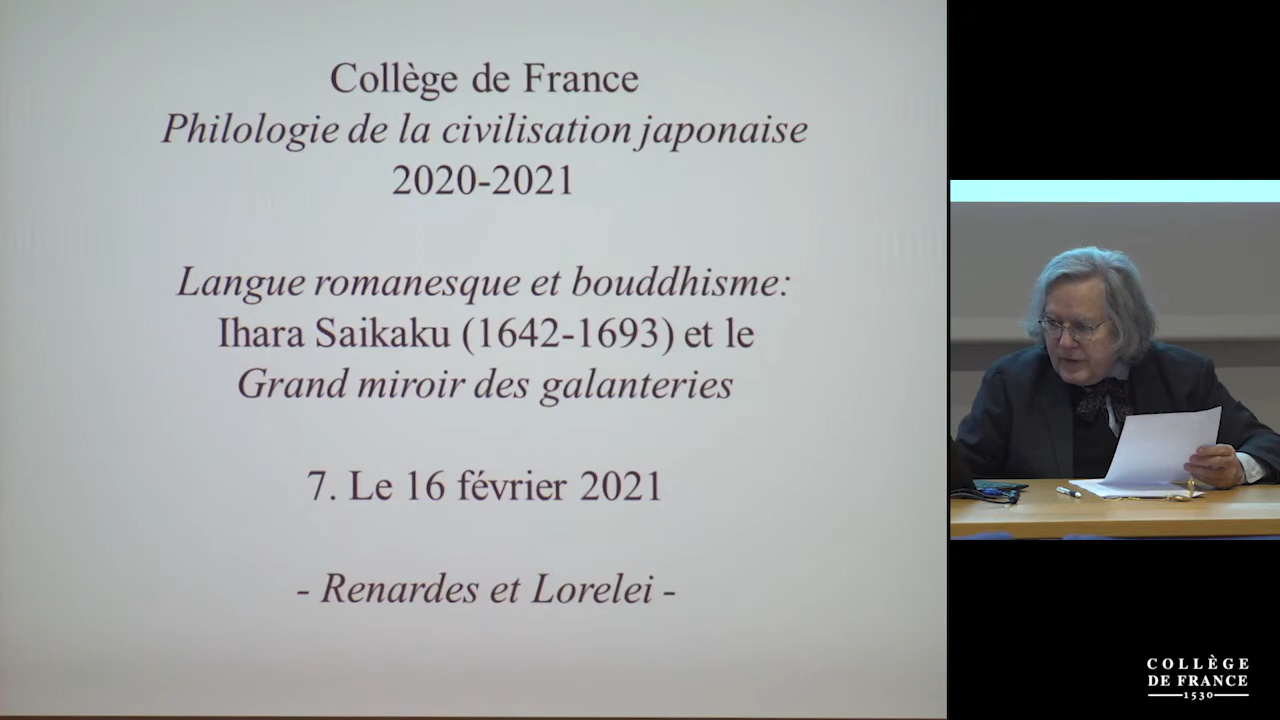 Collège de France
Philologie de la civilisation japonaise
2020-2021
Langue romanesque et bouddhisme:
Ihara Saikaku (1642-1693) et le
Grand miroir des galanteries
7. Le 16 février 2021
- Renardes et Lorelei -
COLLÈGE
DE FRANCE
1530